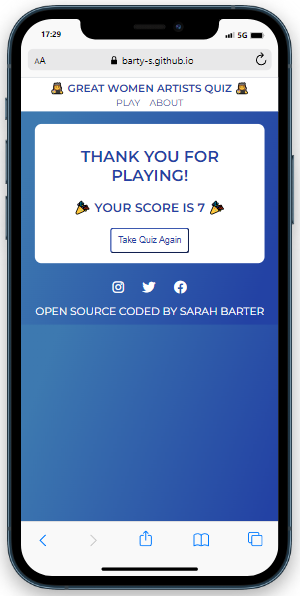 17:29
5G
AA
barty-s.github.io
GREAT WOMEN ARTISTS QUIZ
PLAY ABOUT
THANK YOU FOR
PLAYING!
YOUR SCORE IS 7
Take Quiz Again
OPEN SOURCE CODED BY SARAH BARTER